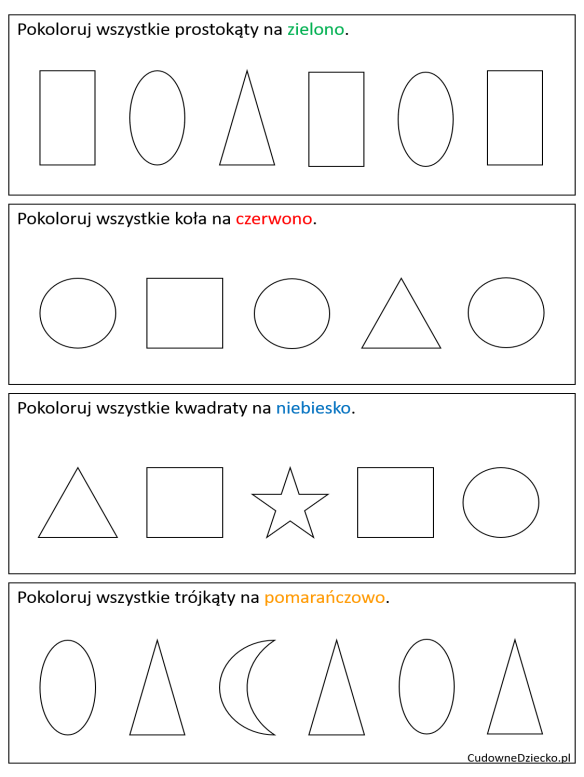 Pokoloruj wszystkie prostokąty na zielono.
Pokoloruj wszystkie koła na czerwono.
Pokoloruj wszystkie kwadraty na niebiesko.
Pokoloruj wszystkie trójkąty na pomarańczowo.
CudowneDziecko.pl